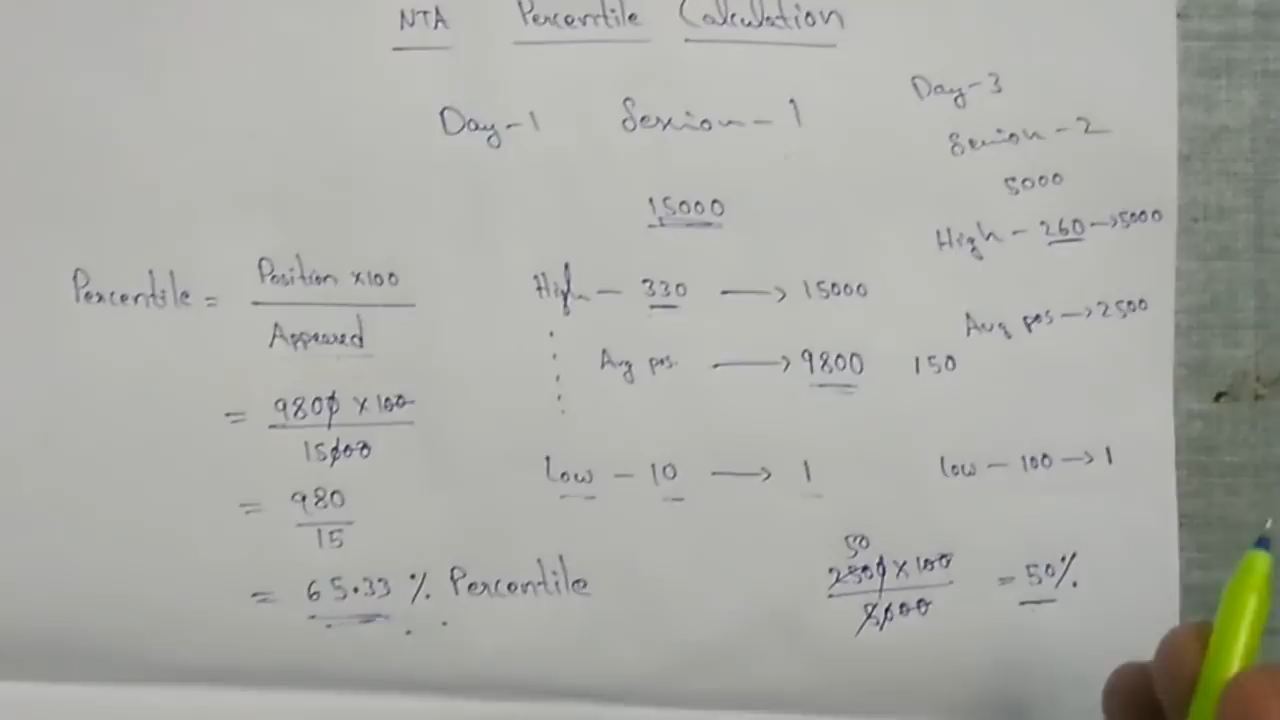 NTA Percentile Calculation
Day-1 Session-1
15000
Percentile = Position x100
Appeared
= 9800 x 100
15000
= 980
15
= 65.33 % Percentile
High - 330 → 15000
Avg pos. → 9800 150
Low - 10 → 1
Day-3
Session-2
5000
High - 260 → 5000
Avg pos → 2500
Low - 100 → 1
50
2500 x 100 = 50%
5000